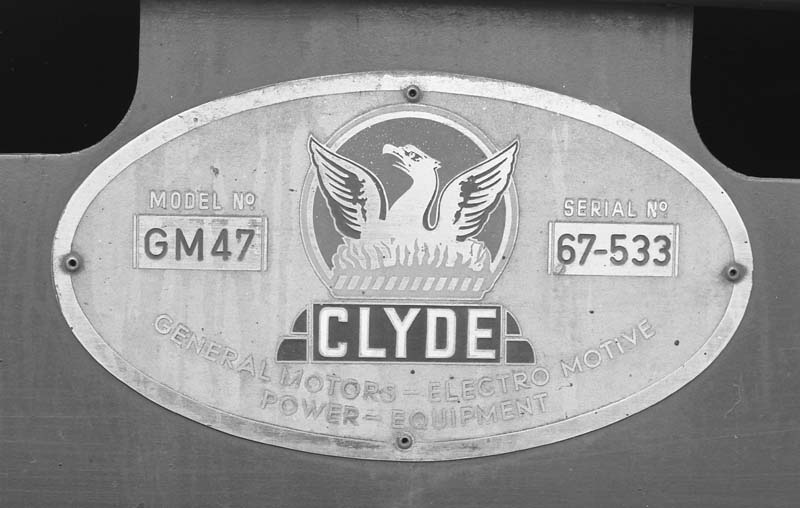 MODEL Nº
GM47
SERIAL Nº
67-533
CLYDE
GENERAL MOTORS - ELECTRO MOTIVE
POWER - EQUIPMENT